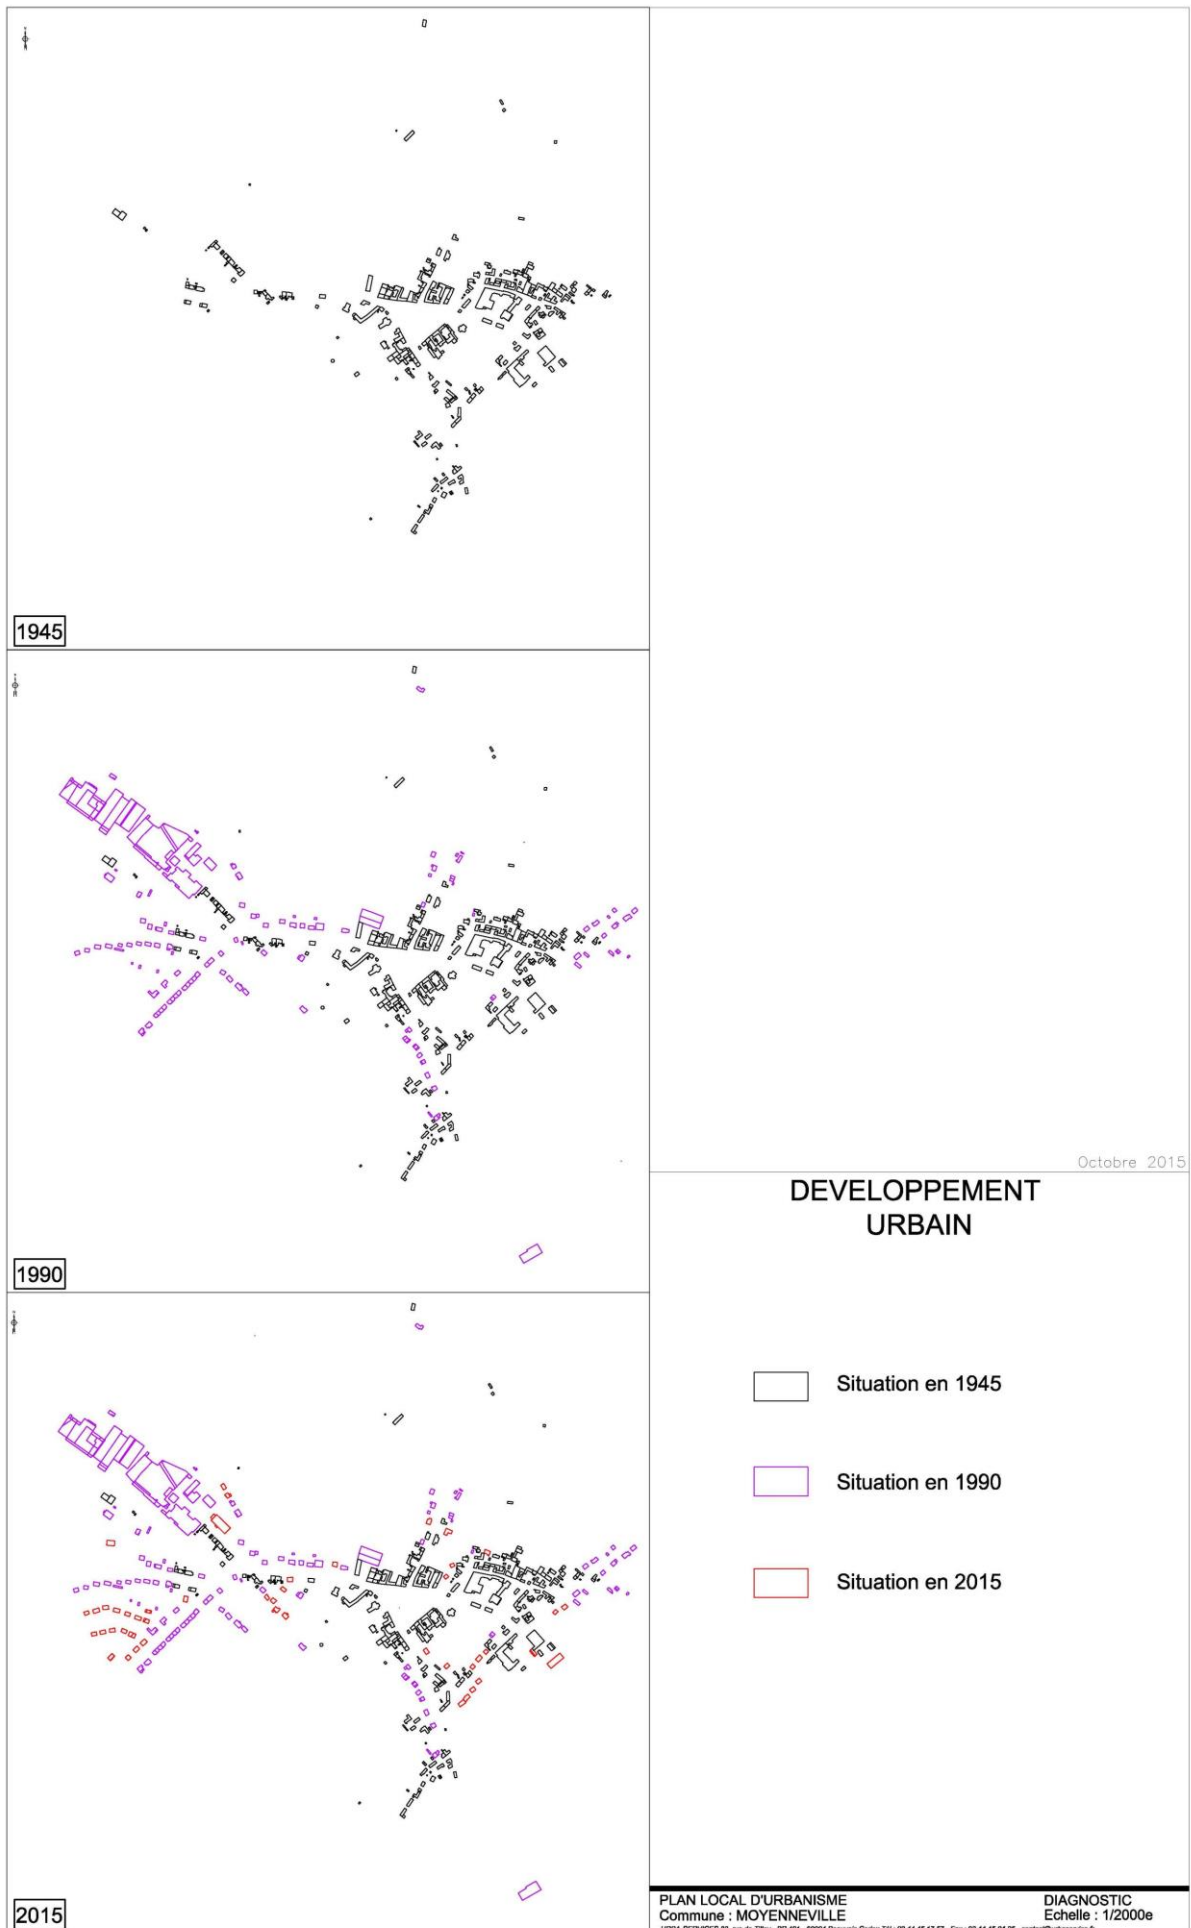 1945
1990
2015
Octobre 2015
DEVELOPPEMENT
URBAIN
Situation en 1945
Situation en 1990
Situation en 2015
PLAN LOCAL D'URBANISME DIAGNOSTIC
Commune : MOYENNEVILLE Echelle : 1/2000e